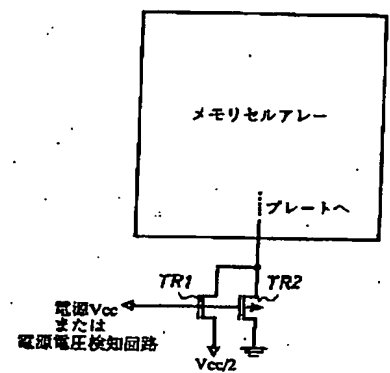 メモリセルアレー
プレートへ
TR1
TR2
電源Vcc
または
電源電圧検知回路
Vcc/2